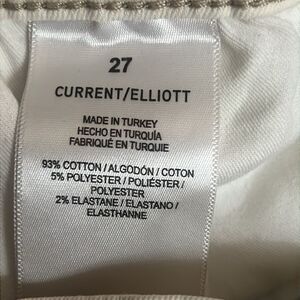 27
CURRENT/ELLIOTT
MADE IN TURKEY
HECHO EN TURQUÍA
FABRIQUÉ EN TURQUIE
93% COTTON / ALGODÓN / COTON
5% POLYESTER / POLIÉSTER /
POLYESTER
2% ELASTANE / ELASTANO /
ELASTHANNE